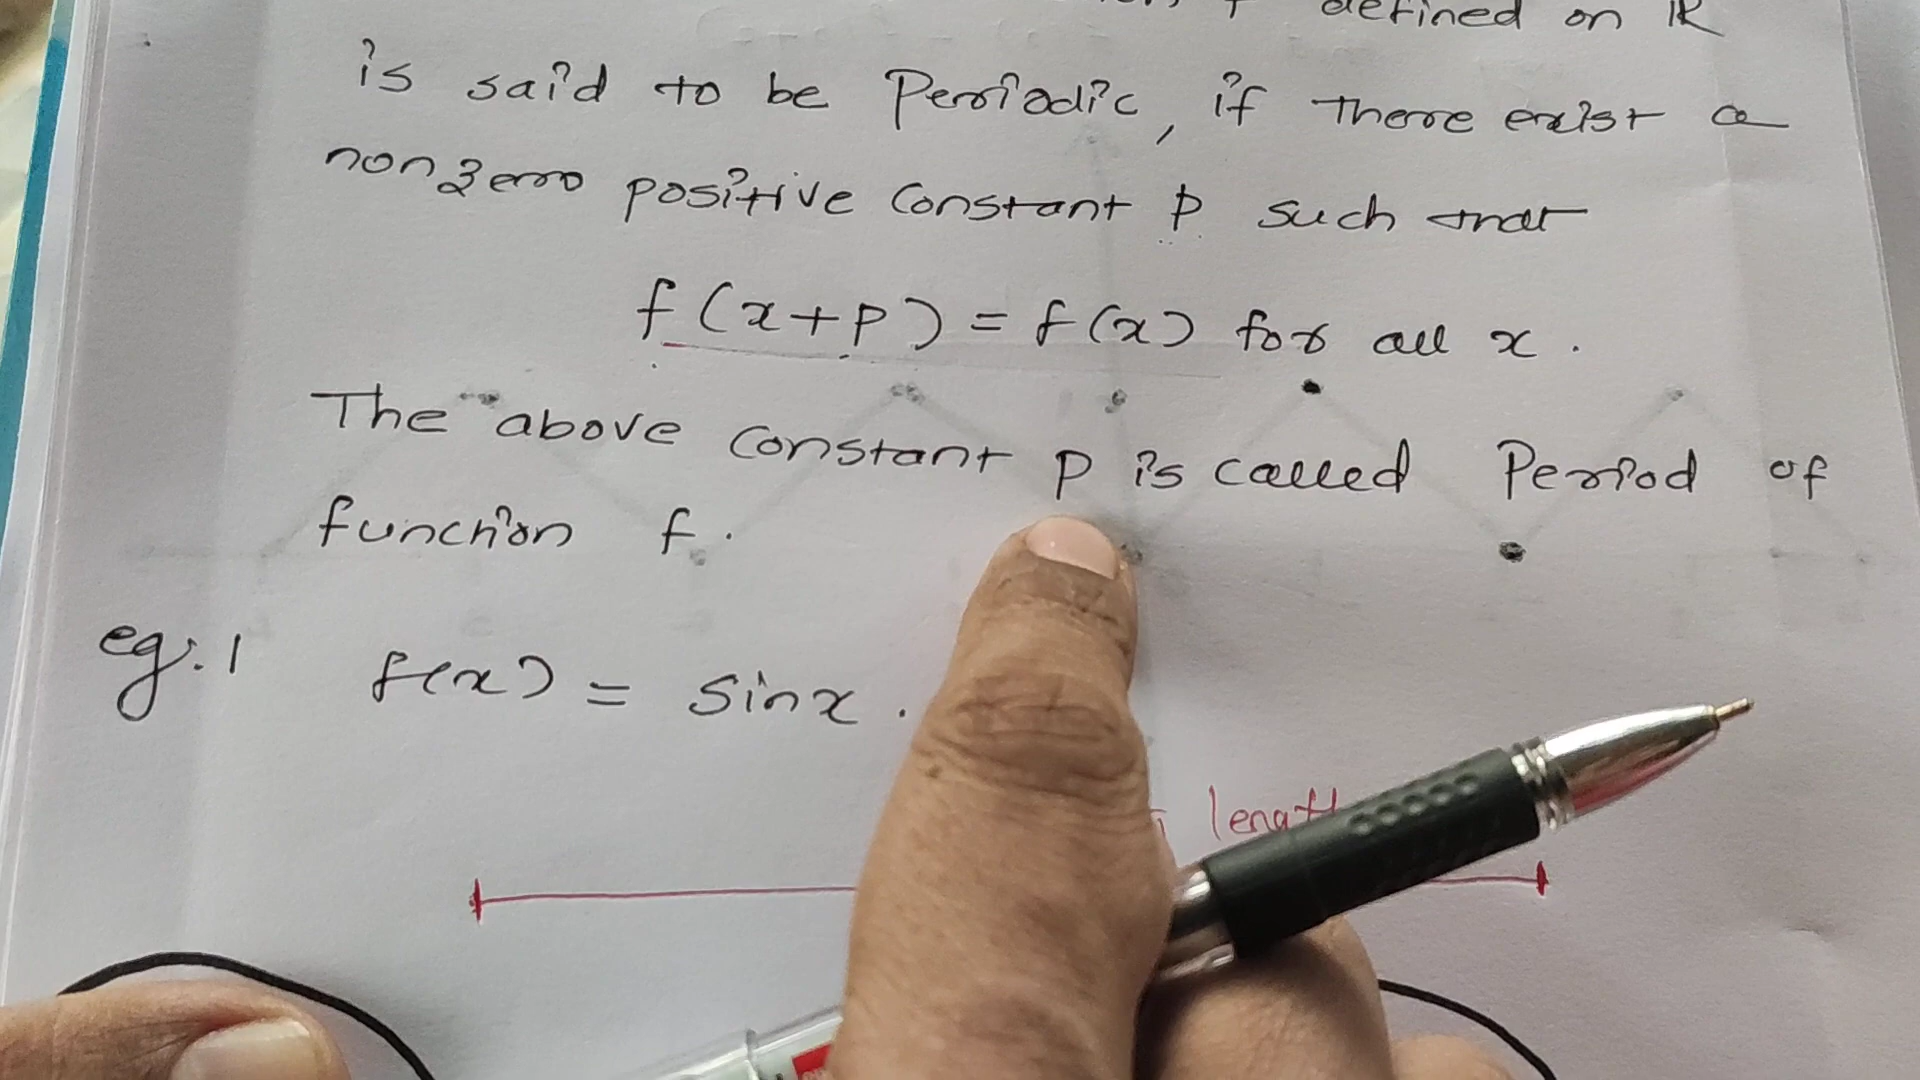 defined on R
is said to be Periodic, if there exist a
nonzero positive constant p such that
f(x+p) = f(x) for all x.
The above constant p is called Period of
function f.
eg:1 f(x) = sinx.
length